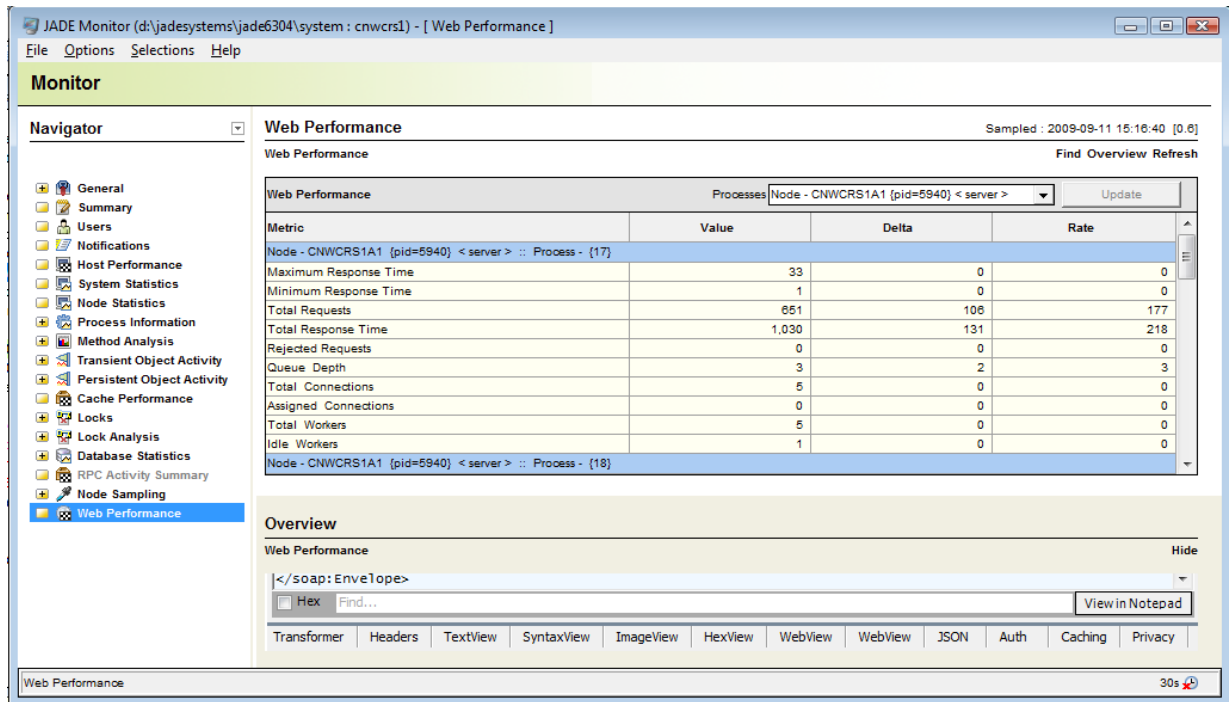 JADE Monitor (d:\jadesystems\jade6304\system : cnwcrs1) - [ Web Performance ]
File Options Selections Help
Monitor
Navigator
General
Summary
Users
Notifications
Host Performance
System Statistics
Node Statistics
Process Information
Method Analysis
Transient Object Activity
Persistent Object Activity
Cache Performance
Locks
Lock Analysis
Database Statistics
RPC Activity Summary
Node Sampling
Web Performance
Web Performance Sampled : 2009-09-11 15:16:40 [0.6]
Web Performance Find Overview Refresh
Web Performance Processes Node - CNWCRS1A1 {pid=5940} < server > Update
Metric Value Delta Rate
Node - CNWCRS1A1 {pid=5940} < server > :: Process - {17}
Maximum Response Time 33 0 0
Minimum Response Time 1 0 0
Total Requests 651 106 177
Total Response Time 1,030 131 218
Rejected Requests 0 0 0
Queue Depth 3 2 3
Total Connections 5 0 0
Assigned Connections 0 0 0
Total Workers 5 0 0
Idle Workers 1 0 0
Node - CNWCRS1A1 {pid=5940} < server > :: Process - {18}
Overview
Web Performance Hide
</soap:Envelope>
Hex Find... View in Notepad
Transformer Headers TextView SyntaxView ImageView HexView WebView WebView JSON Auth Caching Privacy
Web Performance 30s